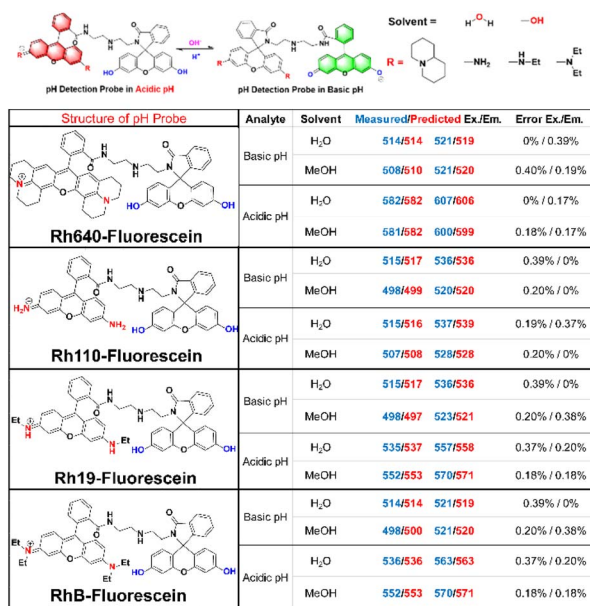 Solvent =
H O H
OH
OH⁻
H⁺
R =
N
NH₂
N Et
H
N Et
Et
pH Detection Probe in Acidic pH
pH Detection Probe in Basic pH
Structure of pH Probe Analyte Solvent Measured/Predicted Ex./Em. Error Ex./Em.
Basic pH
H₂O 514/514 521/519 0% / 0.39%
MeOH 508/510 521/520 0.40% / 0.19%
Acidic pH
H₂O 582/582 607/606 0% / 0.17%
MeOH 581/582 600/599 0.18% / 0.17%
Rh640-Fluorescein
Basic pH
H₂O 515/517 536/536 0.39% / 0%
MeOH 498/499 520/520 0.20% / 0%
Acidic pH
H₂O 515/516 537/539 0.19% / 0.37%
MeOH 507/508 528/528 0.20% / 0%
Rh110-Fluorescein
Basic pH
H₂O 515/517 536/536 0.39% / 0%
MeOH 498/497 523/521 0.20% / 0.38%
Acidic pH
H₂O 535/537 557/558 0.37% / 0.20%
MeOH 552/553 570/571 0.18% / 0.18%
Rh19-Fluorescein
Basic pH
H₂O 514/514 521/519 0.39% / 0%
MeOH 498/500 521/520 0.20% / 0.38%
Acidic pH
H₂O 536/536 563/563 0.37% / 0.20%
MeOH 552/553 570/571 0.18% / 0.18%
RhB-Fluorescein